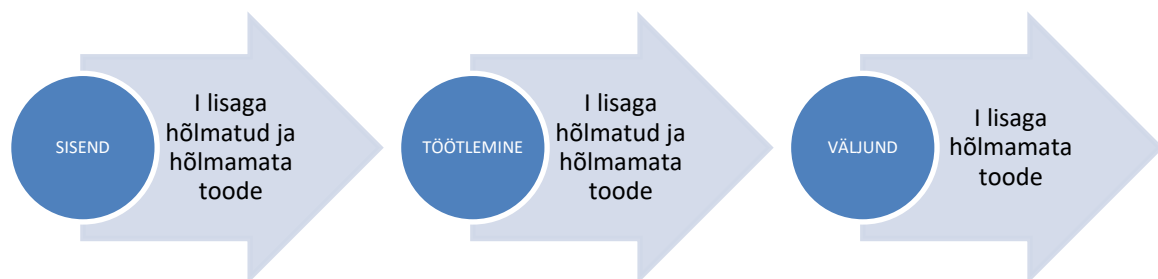 SISEND
I lisaga
hõlmatud ja
hõlmamata
toode
TÖÖTLEMINE
I lisaga
hõlmatud ja
hõlmamata
toode
VÄLJUND
I lisaga
hõlmamata
toode